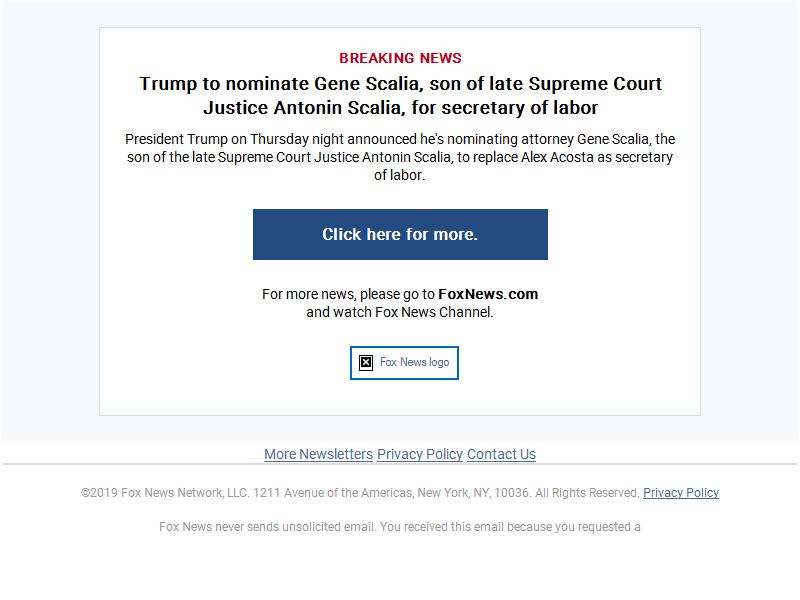 BREAKING NEWS
Trump to nominate Gene Scalia, son of late Supreme Court
Justice Antonin Scalia, for secretary of labor
President Trump on Thursday night announced he's nominating attorney Gene Scalia, the
son of the late Supreme Court Justice Antonin Scalia, to replace Alex Acosta as secretary
of labor.
Click here for more.
For more news, please go to FoxNews.com
and watch Fox News Channel.
Fox News logo
More Newsletters Privacy Policy Contact Us
©2019 Fox News Network, LLC. 1211 Avenue of the Americas, New York, NY, 10036. All Rights Reserved. Privacy Policy
Fox News never sends unsolicited email. You received this email because you requested a